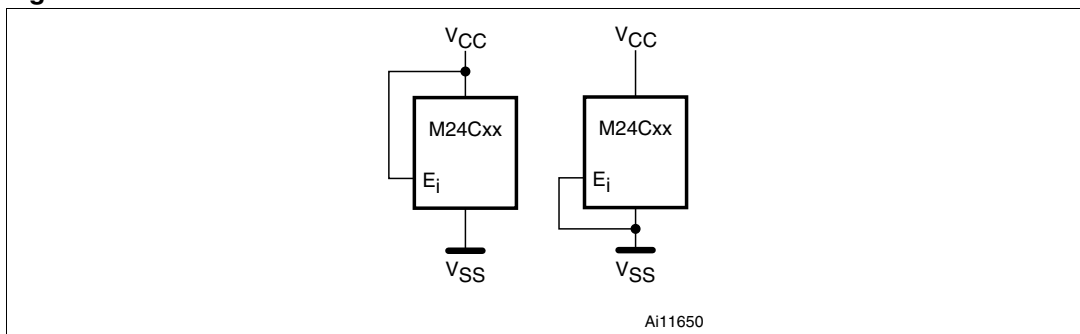 VCC VCC
M24Cxx M24Cxx
Ei Ei
VSS VSS
Ai11650